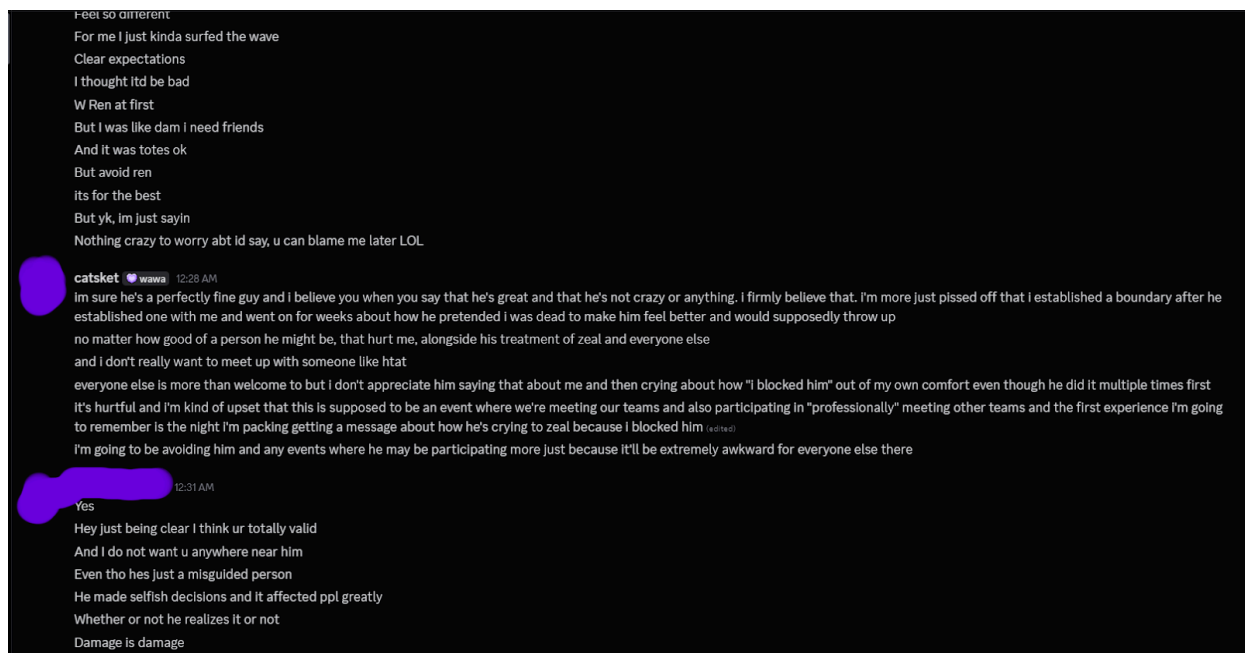 Feel so different
For me I just kinda surfed the wave
Clear expectations
I thought itd be bad
W Ren at first
But I was like dam i need friends
And it was totes ok
But avoid ren
its for the best
But yk, im just sayin
Nothing crazy to worry abt id say, u can blame me later LOL
catsket wawa 12:28 AM
im sure he's a perfectly fine guy and i believe you when you say that he's great and that he's not crazy or anything. i firmly believe that. i'm more just pissed off that i established a boundary after he
established one with me and went on for weeks about how he pretended i was dead to make him feel better and would supposedly throw up
no matter how good of a person he might be, that hurt me, alongside his treatment of zeal and everyone else
and i don't really want to meet up with someone like htat
everyone else is more than welcome to but i don't appreciate him saying that about me and then crying about how "i blocked him" out of my own comfort even though he did it multiple times first
it's hurtful and i'm kind of upset that this is supposed to be an event where we're meeting our teams and also participating in "professionally" meeting other teams and the first experience i'm going
to remember is the night i'm packing getting a message about how he's crying to zeal because i blocked him (edited)
i'm going to be avoiding him and any events where he may be participating more just because it'll be extremely awkward for everyone else there
12:31 AM
Yes
Hey just being clear I think ur totally valid
And I do not want u anywhere near him
Even tho hes just a misguided person
He made selfish decisions and it affected ppl greatly
Whether or not he realizes it or not
Damage is damage